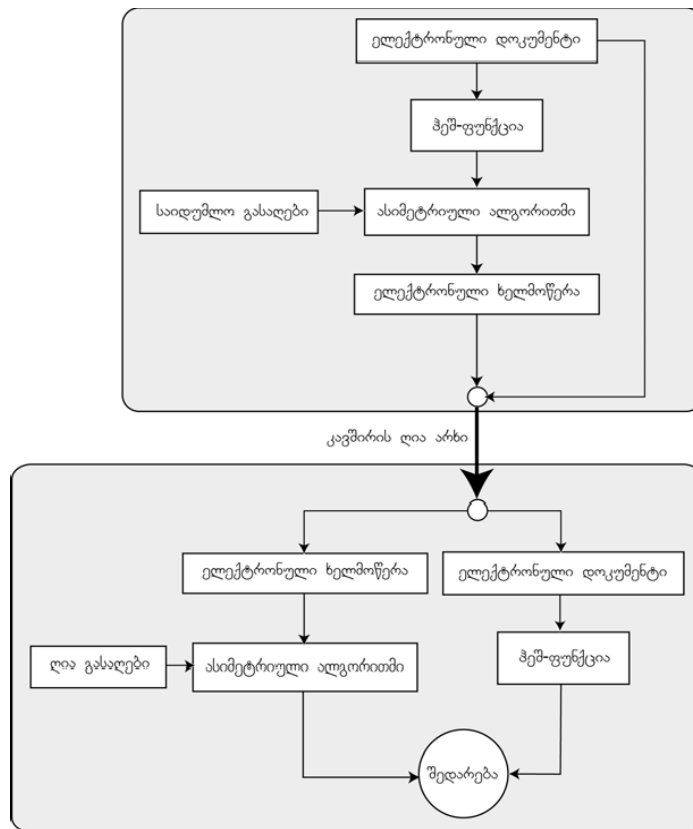 ელექტრონული დოკუმენტი
ჰეშ-ფუნქცია
საიდუმლო გასაღები
ასიმეტრიული ალგორითმი
ელექტრონული ხელმოწერა
კავშირის ღია არხი
ელექტრონული ხელმოწერა
ელექტრონული დოკუმენტი
ღია გასაღები
ასიმეტრიული ალგორითმი
ჰეშ-ფუნქცია
შედარება